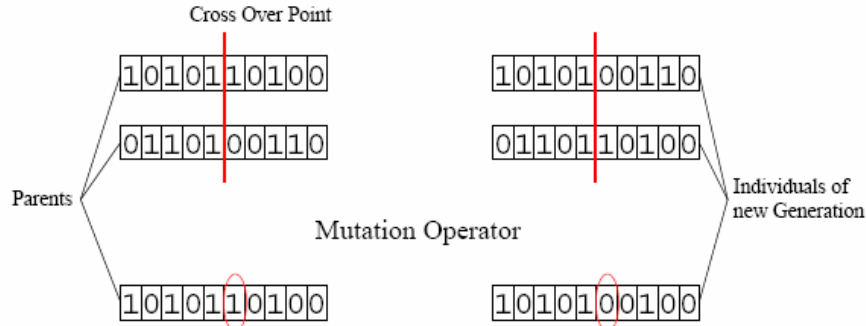 Cross Over Point
1010110100 1010100110
0110100110 0110110100
Parents
Individuals of
new Generation
Mutation Operator
1010110100 1010100100